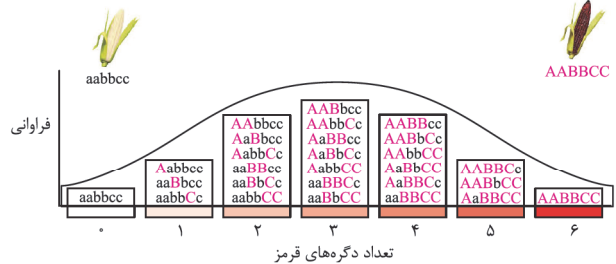 aabbcc
AABBCC
فراوانی
aabbcc
Aabbcc
aaBbcc
aabbCc
AAbbcc
AaBbcc
AabbCc
aaBBcc
aaBbCc
aabbCC
AABbcc
AAbbCc
AaBBcc
AaBbCc
AabbCC
aaBBCc
aaBbCC
AABBcc
AABbCc
AAbbCC
AaBBCc
AaBbCC
aaBBCC
AABBCc
AABbCC
AaBBCC
AABBCC
۰ ۱ ۲ ۳ ۴ ۵ ۶
تعداد دگره‌های قرمز